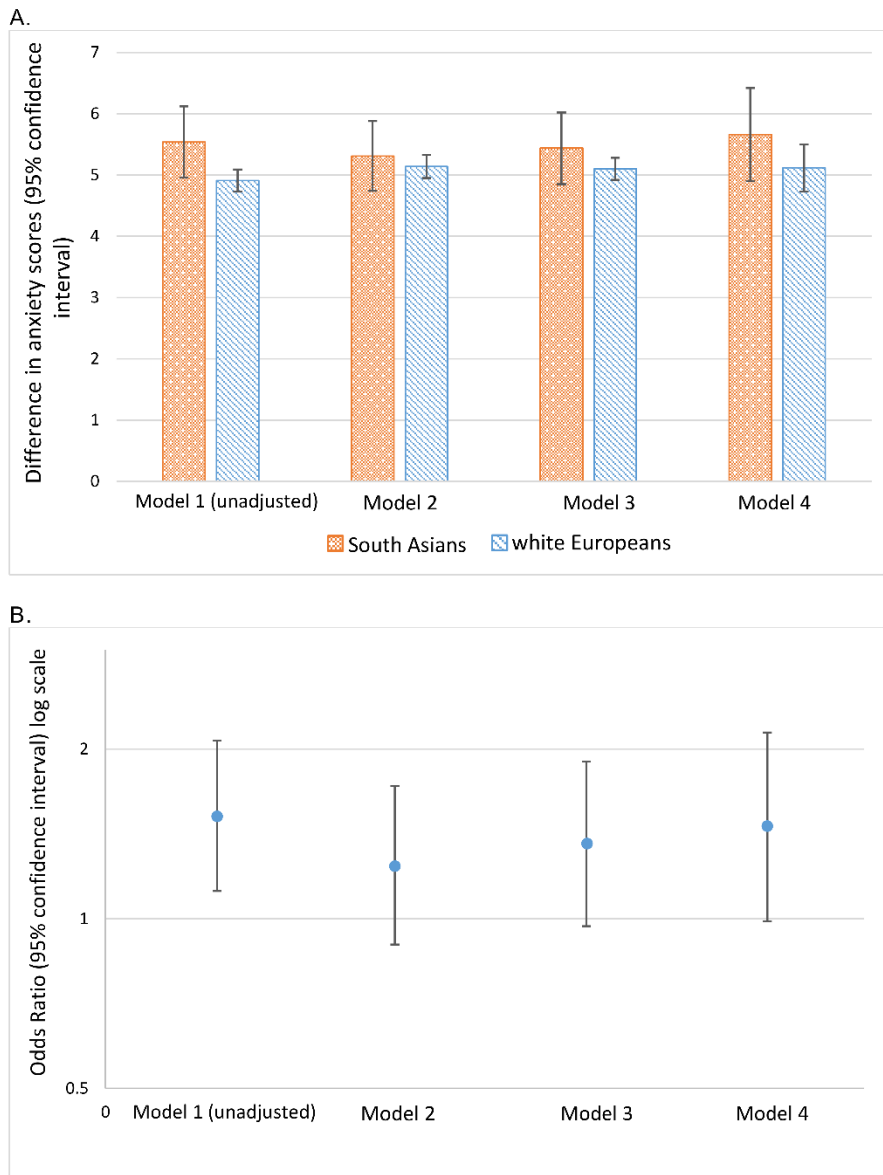 A.
Difference in anxiety scores (95% confidence
interval)
7
6
5
4
3
2
1
0
Model 1 (unadjusted)
Model 2
Model 3
Model 4
South Asians
white Europeans
B.
Odds Ratio (95% confidence interval) log scale
2
1
0.5
0
Model 1 (unadjusted)
Model 2
Model 3
Model 4